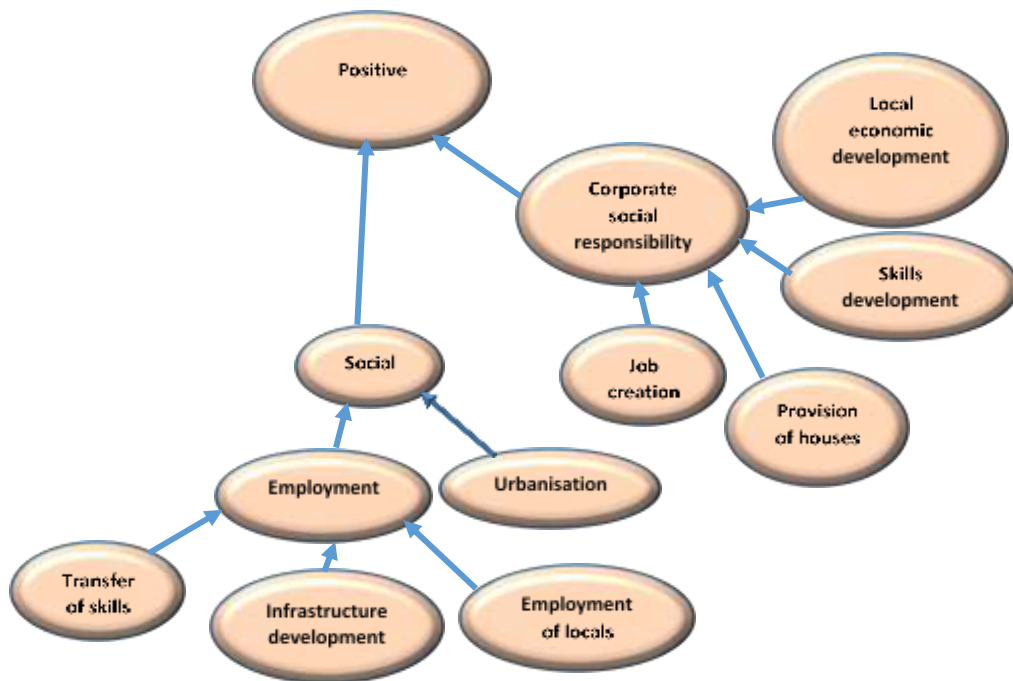 Positive
Local
economic
development
Corporate
social
responsibility
Skills
development
Social
Job
creation
Provision
of houses
Employment
Urbanisation
Transfer
of skills
Infrastructure
development
Employment
of locals